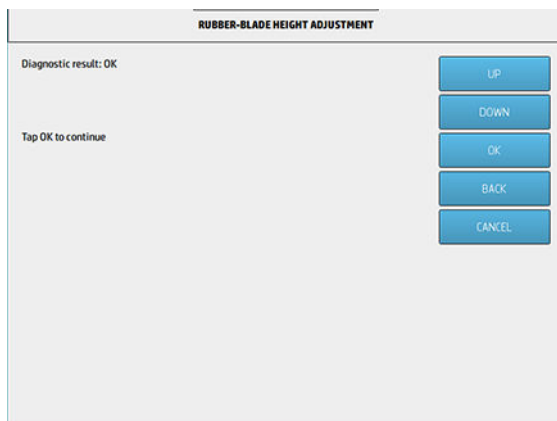 RUBBER-BLADE HEIGHT ADJUSTMENT
Diagnostic result: OK
Tap OK to continue
UP
DOWN
OK
BACK
CANCEL